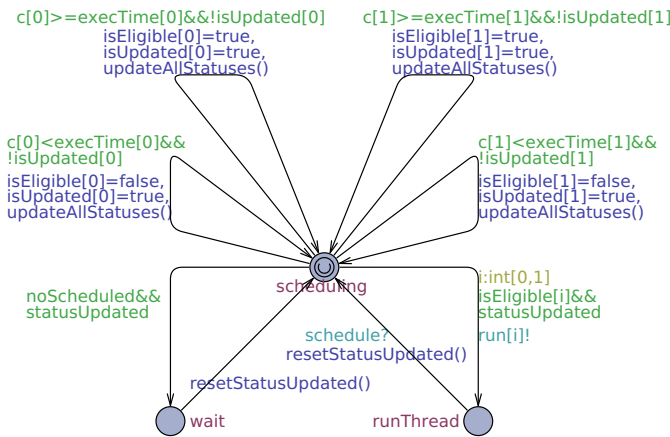 c[0]>=execTime[0]&&!isUpdated[0]
isEligible[0]=true,
isUpdated[0]=true,
updateAllStatuses()
c[1]>=execTime[1]&&!isUpdated[1]
isEligible[1]=true,
isUpdated[1]=true,
updateAllStatuses()
c[0]<execTime[0]&&
!isUpdated[0]
isEligible[0]=false,
isUpdated[0]=true,
updateAllStatuses()
c[1]<execTime[1]&&
!isUpdated[1]
isEligible[1]=false,
isUpdated[1]=true,
updateAllStatuses()
scheduling
noScheduled&&
statusUpdated
i:int[0,1]
isEligible[i]&&
statusUpdated
run[i]!
schedule?
resetStatusUpdated()
resetStatusUpdated()
wait
runThread